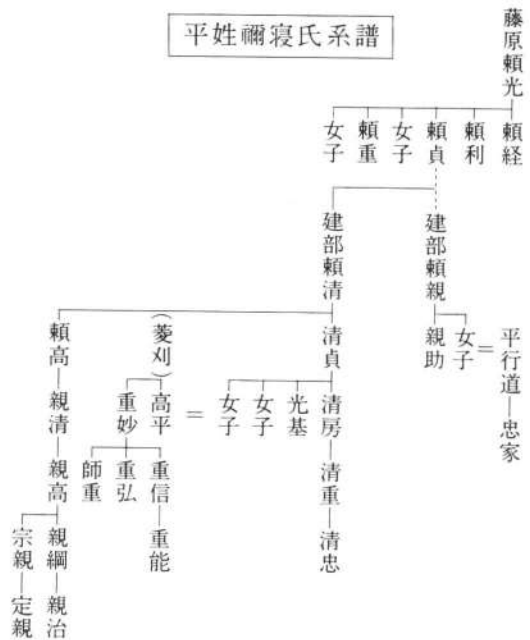 平姓禰寝氏系譜
藤原頼光
頼経
頼利
頼貞
女子
頼重
女子
建部頼親
建部頼清
平行道
忠家
女子
親助
清貞
(菱刈)
頼高
親清
親高
清房
清重
清忠
光基
女子
女子
＝
＝
高平
重妙
重信
重能
重弘
師重
親綱
親治
宗親
定親